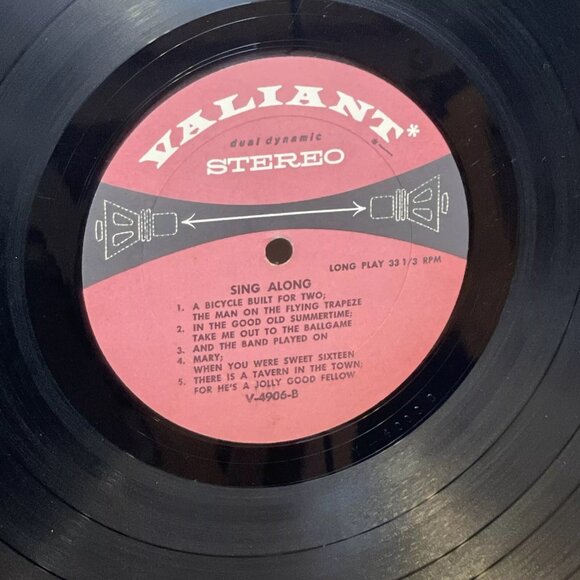 VALIANT*
dual dynamic
STEREO
LONG PLAY 33 1/3 RPM
SING ALONG
1. A BICYCLE BUILT FOR TWO;
THE MAN ON THE FLYING TRAPEZE
2. IN THE GOOD OLD SUMMERTIME;
TAKE ME OUT TO THE BALLGAME
3. AND THE BAND PLAYED ON
4. MARY;
WHEN YOU WERE SWEET SIXTEEN
5. THERE IS A TAVERN IN THE TOWN;
FOR HE'S A JOLLY GOOD FELLOW
V-4906-B